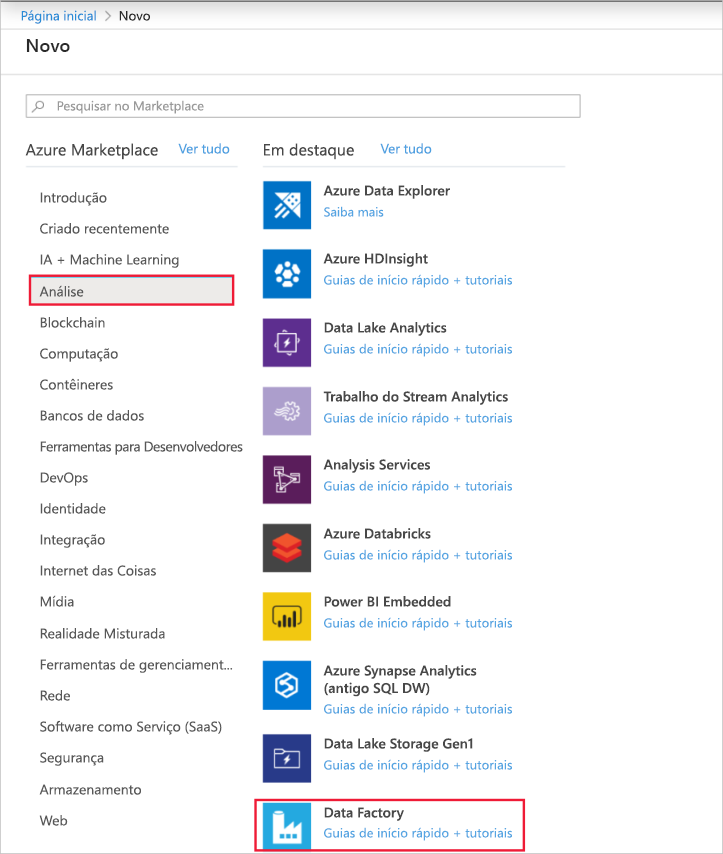 Página inicial > Novo
Novo
Pesquisar no Marketplace
Azure Marketplace Ver tudo
Introdução
Criado recentemente
IA + Machine Learning
Análise
Blockchain
Computação
Contêineres
Bancos de dados
Ferramentas para Desenvolvedores
DevOps
Identidade
Integração
Internet das Coisas
Mídia
Realidade Misturada
Ferramentas de gerenciament...
Rede
Software como Serviço (SaaS)
Segurança
Armazenamento
Web
Em destaque Ver tudo
Azure Data Explorer
Saiba mais
Azure HDInsight
Guias de início rápido + tutoriais
Data Lake Analytics
Guias de início rápido + tutoriais
Trabalho do Stream Analytics
Guias de início rápido + tutoriais
Analysis Services
Guias de início rápido + tutoriais
Azure Databricks
Guias de início rápido + tutoriais
Power BI Embedded
Guias de início rápido + tutoriais
Azure Synapse Analytics
(antigo SQL DW)
Guias de início rápido + tutoriais
Data Lake Storage Gen1
Guias de início rápido + tutoriais
Data Factory
Guias de início rápido + tutoriais